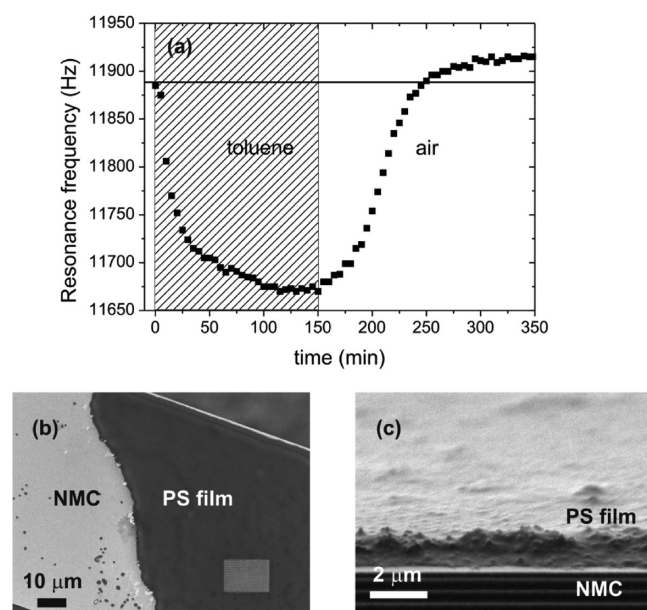 (a)
Resonance frequency (Hz)
11950
11900
11850
11800
11750
11700
11650
toluene
air
0
50
100
150
200
250
300
350
time (min)
(b)
NMC
PS film
10 μm
(c)
PS film
2 μm
NMC